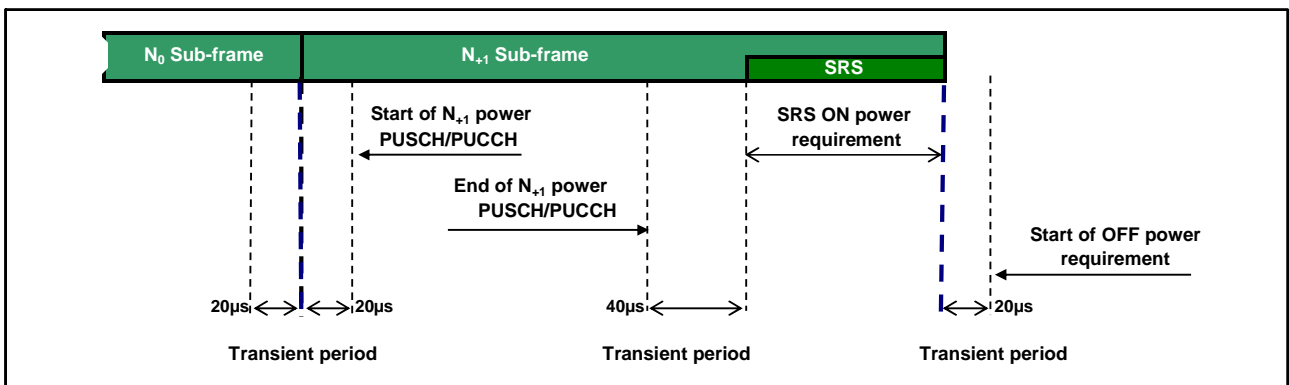 N₀ Sub-frame
N₊₁ Sub-frame
SRS
Start of N₊₁ power
PUSCH/PUCCH
SRS ON power
requirement
End of N₊₁ power
PUSCH/PUCCH
Start of OFF power
requirement
20µs
20µs
40µs
20µs
Transient period
Transient period
Transient period